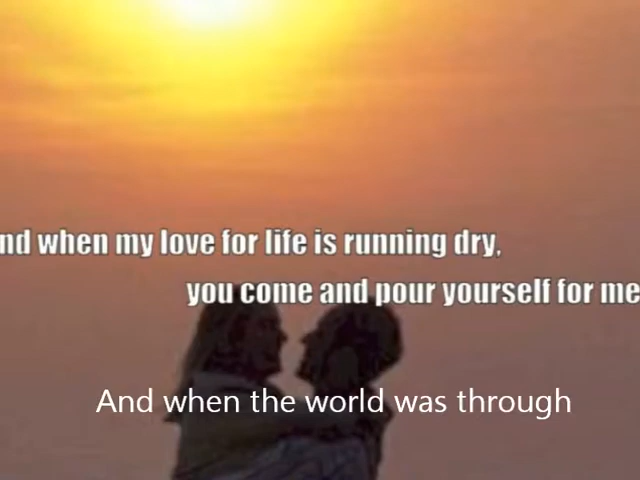 nd when my love for life is running dry,
you come and pour yourself for me
And when the world was through